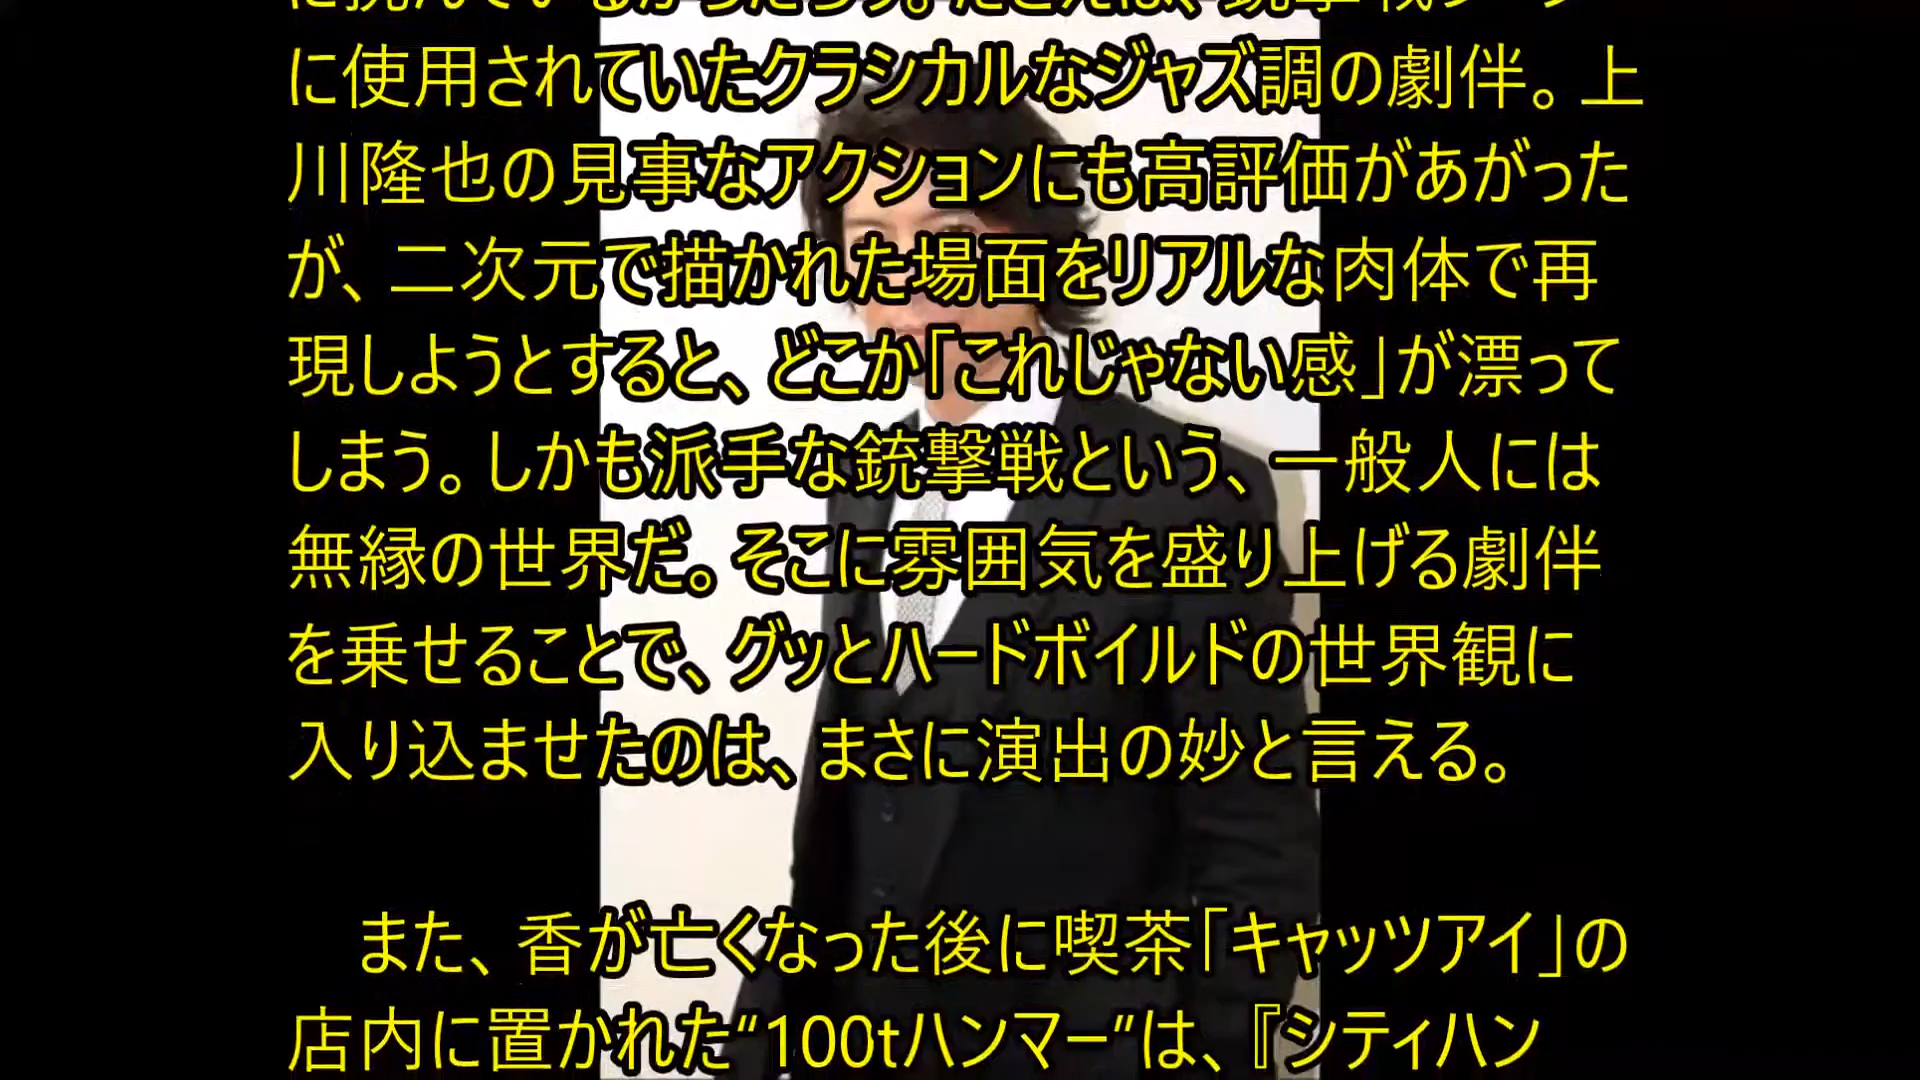 に使用されていたクラシカルなジャズ調の劇伴。上
川隆也の見事なアクションにも高評価があがった
が、二次元で描かれた場面をリアルな肉体で再
現しようとすると、どこか「これじゃない感」が漂って
しまう。しかも派手な銃撃戦という、一般人には
無縁の世界だ。そこに雰囲気を盛り上げる劇伴
を乗せることで、グッとハードボイルドの世界観に
入り込ませたのは、まさに演出の妙と言える。
また、香が亡くなった後に喫茶「キャッツアイ」の
店内に置かれた“100tハンマー”は、『シティハン